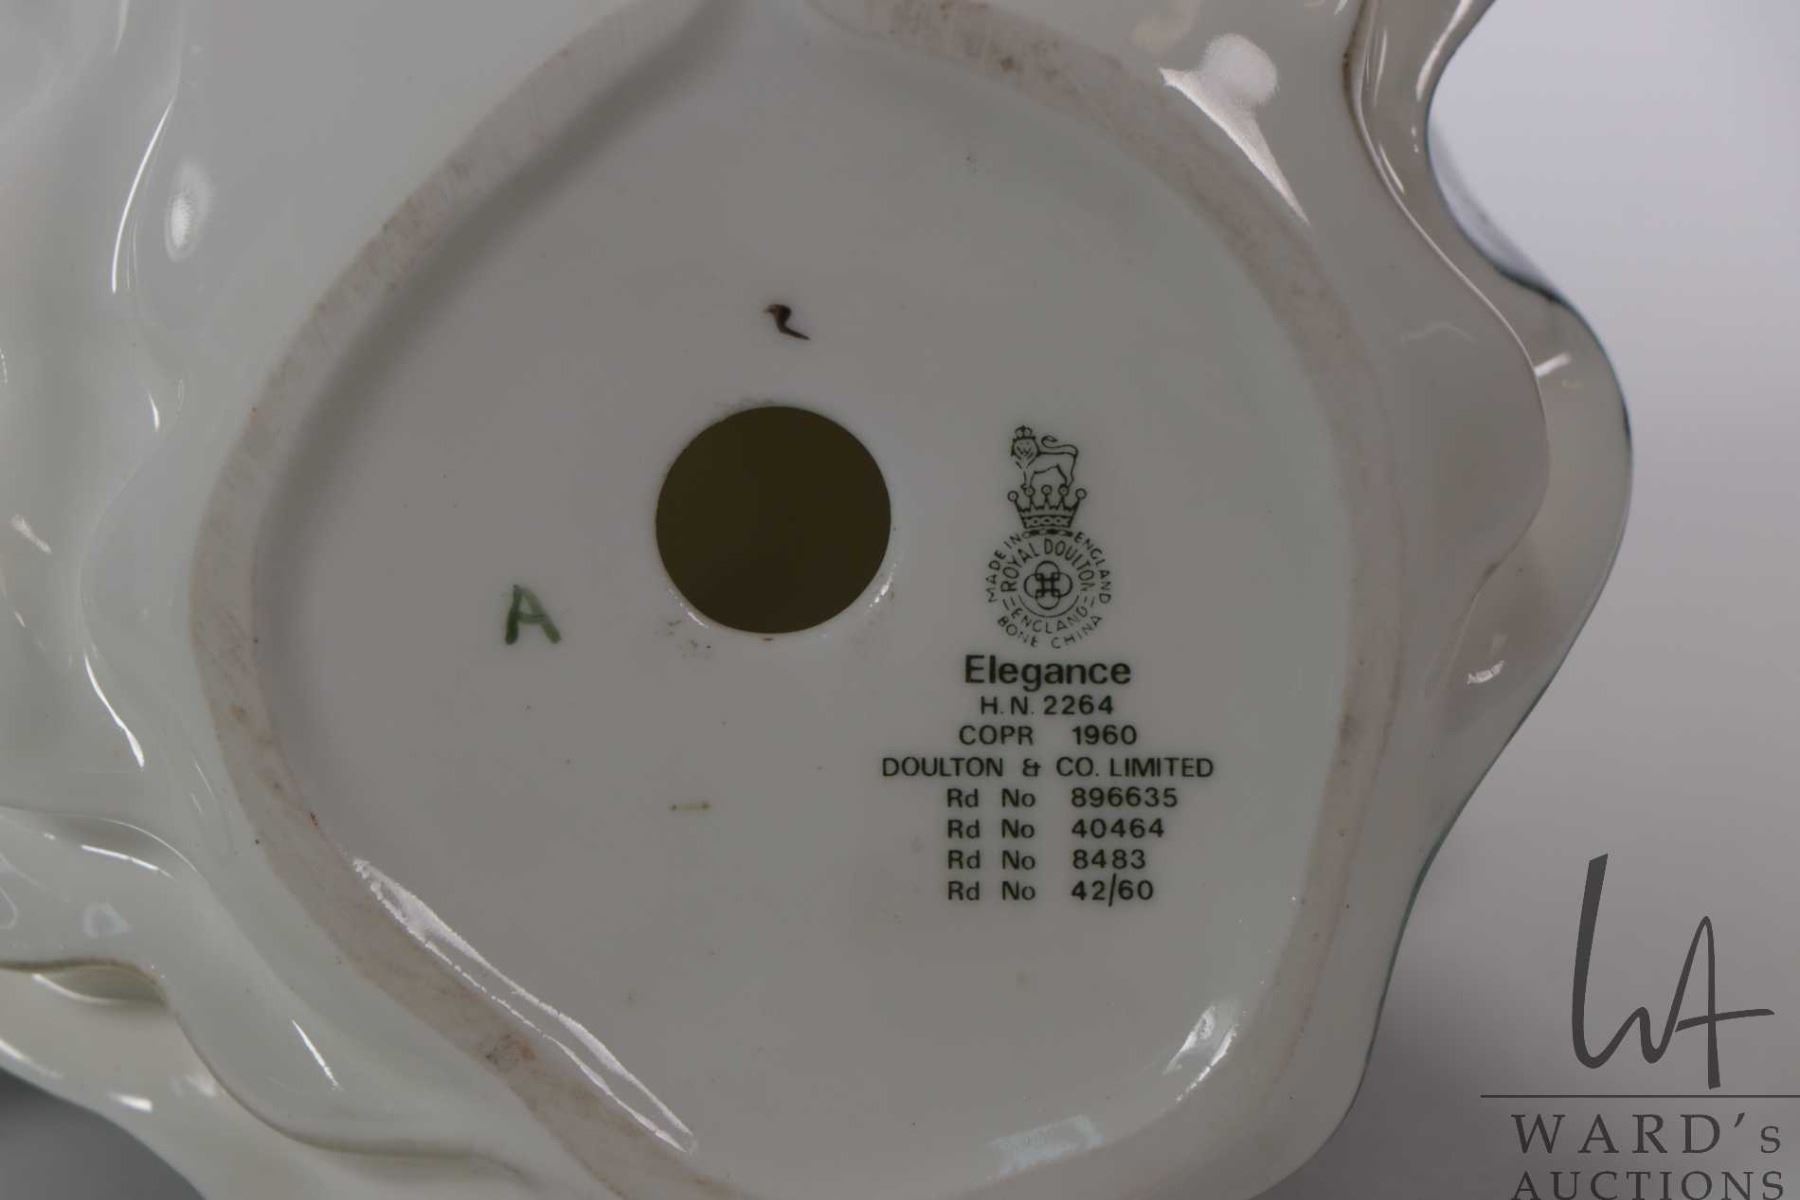 A
MADE IN ENGLAND
ROYAL DOULTON
ENGLAND
BONE CHINA
Elegance
H.N. 2264
COPR 1960
DOULTON & CO. LIMITED
Rd No 896635
Rd No 40464
Rd No 8483
Rd No 42/60
WA
WARD's
AUCTIONS